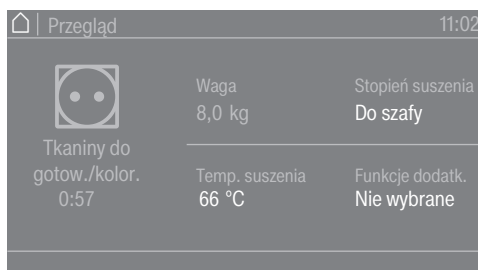 Przegląd
11:02
Tkaniny do
gotow./kolor.
0:57
Waga
8,0 kg
Stopień suszenia
Do szafy
Temp. suszenia
66 °C
Funkcje dodatk.
Nie wybrane